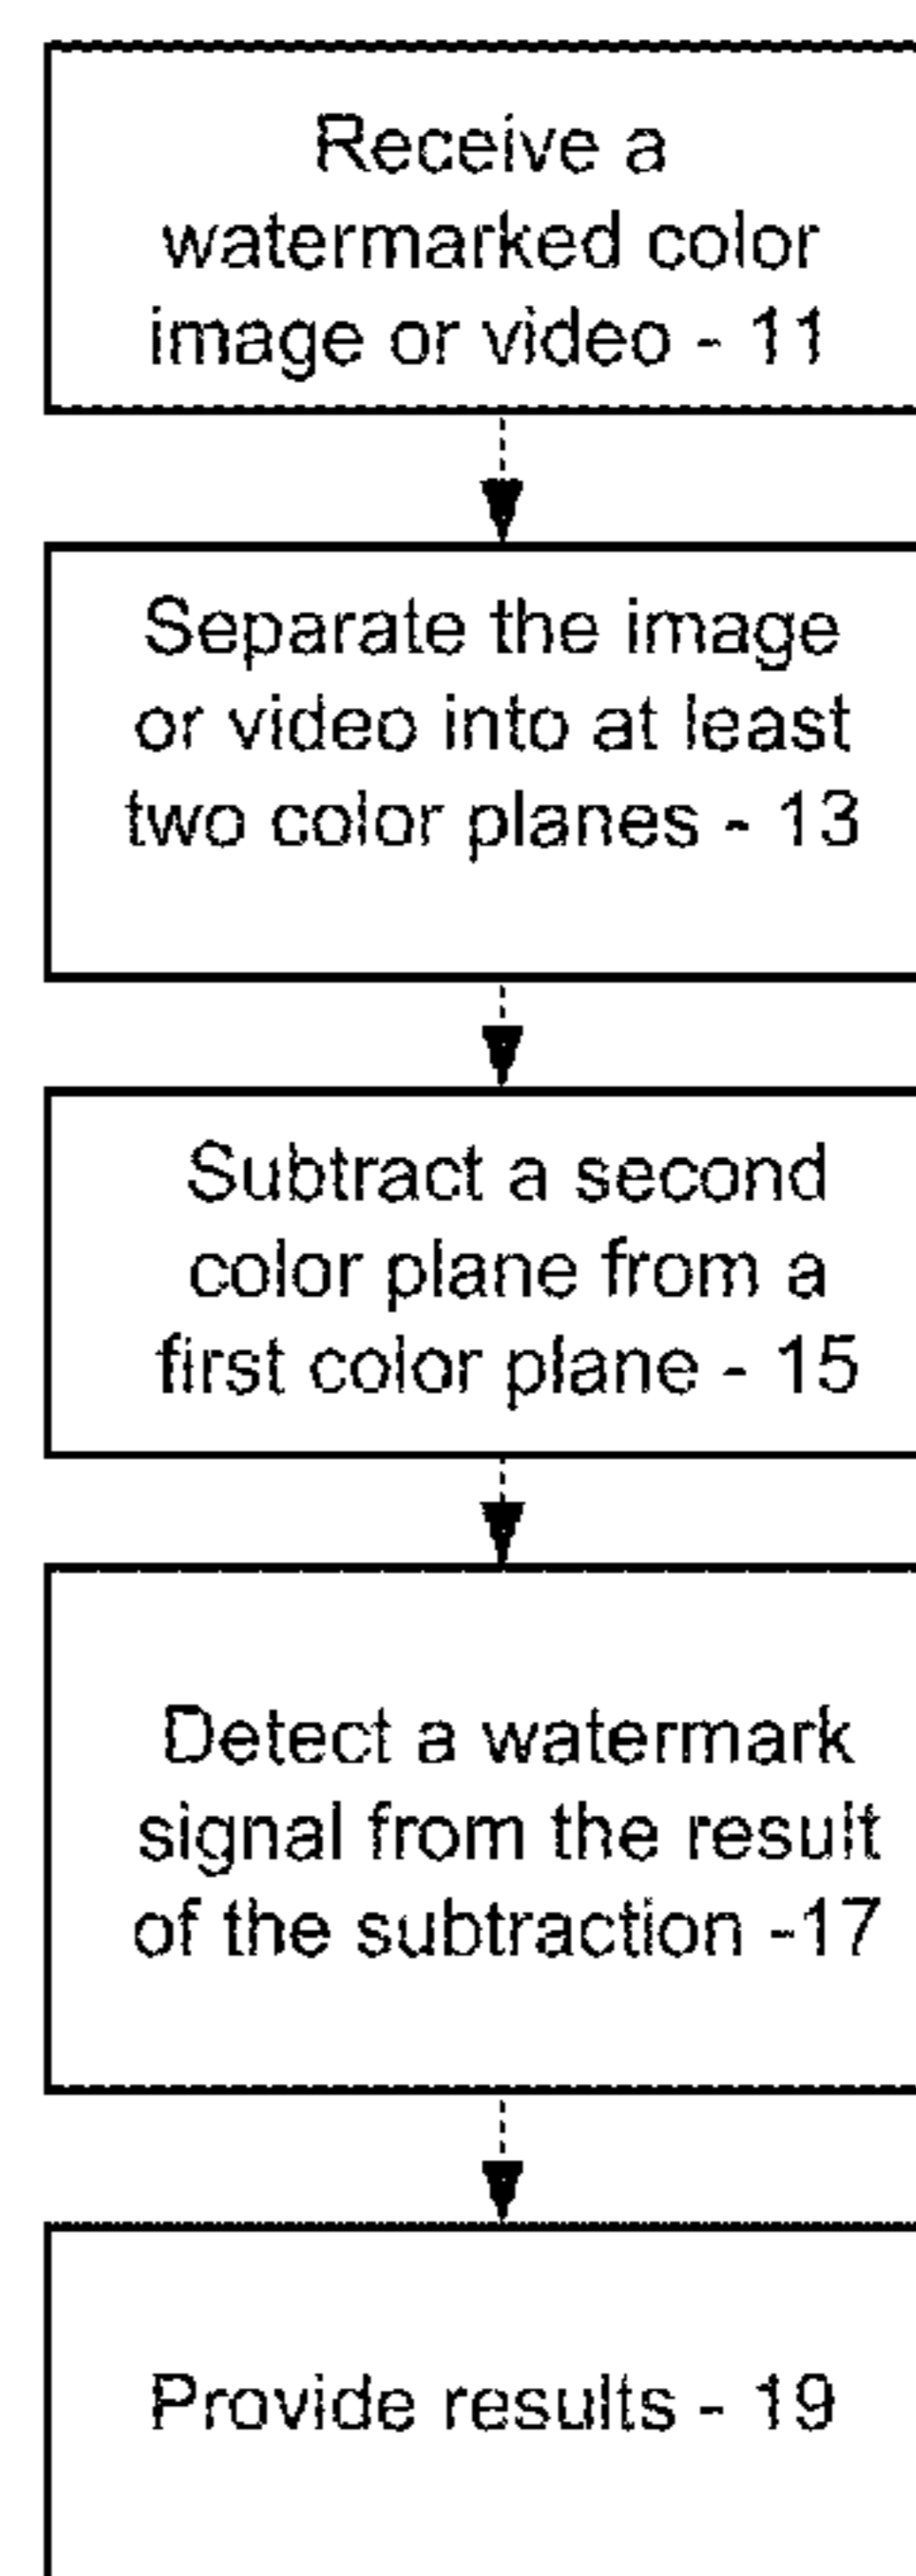 Receive a
watermarked color
image or video - 11
Separate the image
or video into at least
two color planes - 13
Subtract a second
color plane from a
first color plane - 15
Detect a watermark
signal from the result
of the subtraction -17
Provide results - 19